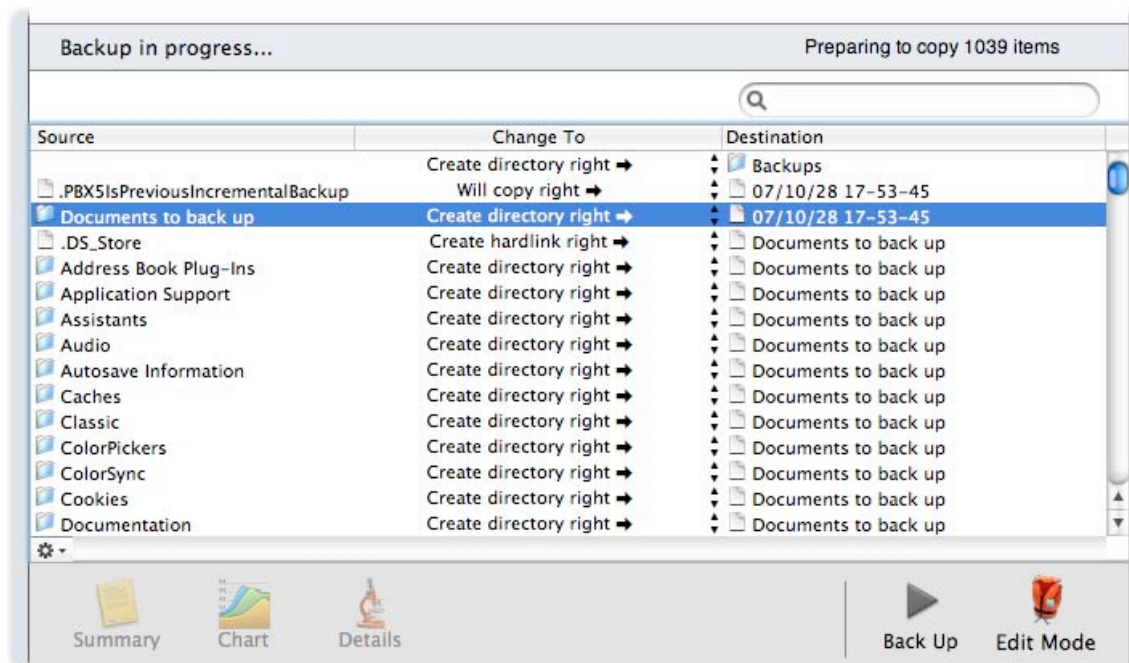 Backup in progress... Preparing to copy 1039 items
Source Change To Destination
Create directory right ➡ Backups
.PBX5IsPreviousIncrementalBackup Will copy right ➡ 07/10/28 17-53-45
Documents to back up Create directory right ➡ 07/10/28 17-53-45
.DS_Store Create hardlink right ➡ Documents to back up
Address Book Plug-Ins Create directory right ➡ Documents to back up
Application Support Create directory right ➡ Documents to back up
Assistants Create directory right ➡ Documents to back up
Audio Create directory right ➡ Documents to back up
Autosave Information Create directory right ➡ Documents to back up
Caches Create directory right ➡ Documents to back up
Classic Create directory right ➡ Documents to back up
ColorPickers Create directory right ➡ Documents to back up
ColorSync Create directory right ➡ Documents to back up
Cookies Create directory right ➡ Documents to back up
Documentation Create directory right ➡ Documents to back up
Summary Chart Details Back Up Edit Mode